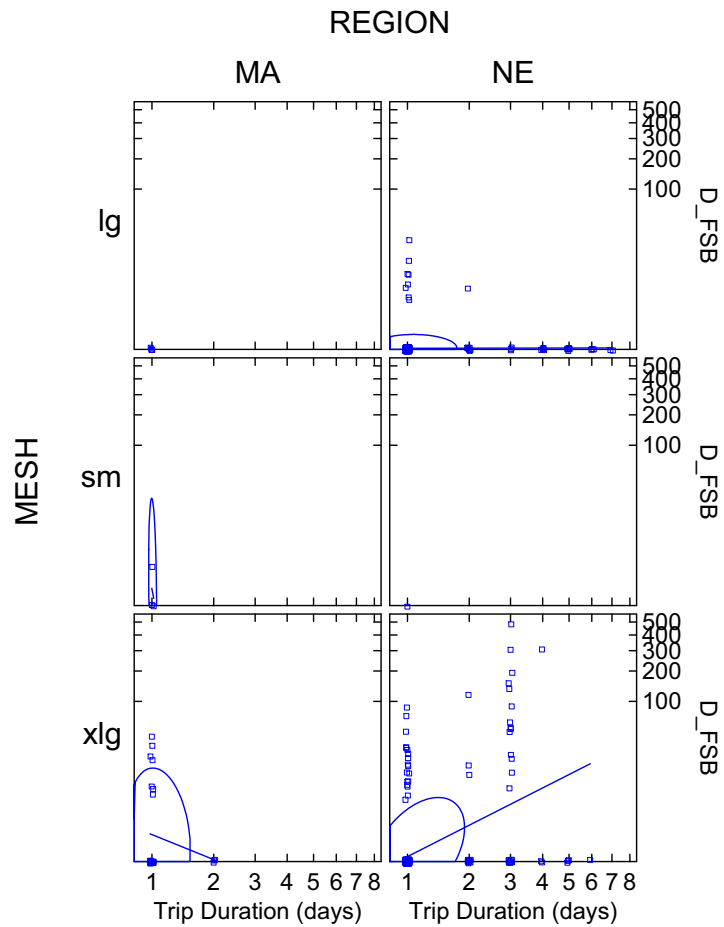 REGION
MA NE
lg
500
400
300
200
100
D_FSB
MESH
sm
500
400
300
200
100
D_FSB
xlg
500
400
300
200
100
D_FSB
1 2 3 4 5 6 7 8 1 2 3 4 5 6 7 8
Trip Duration (days) Trip Duration (days)